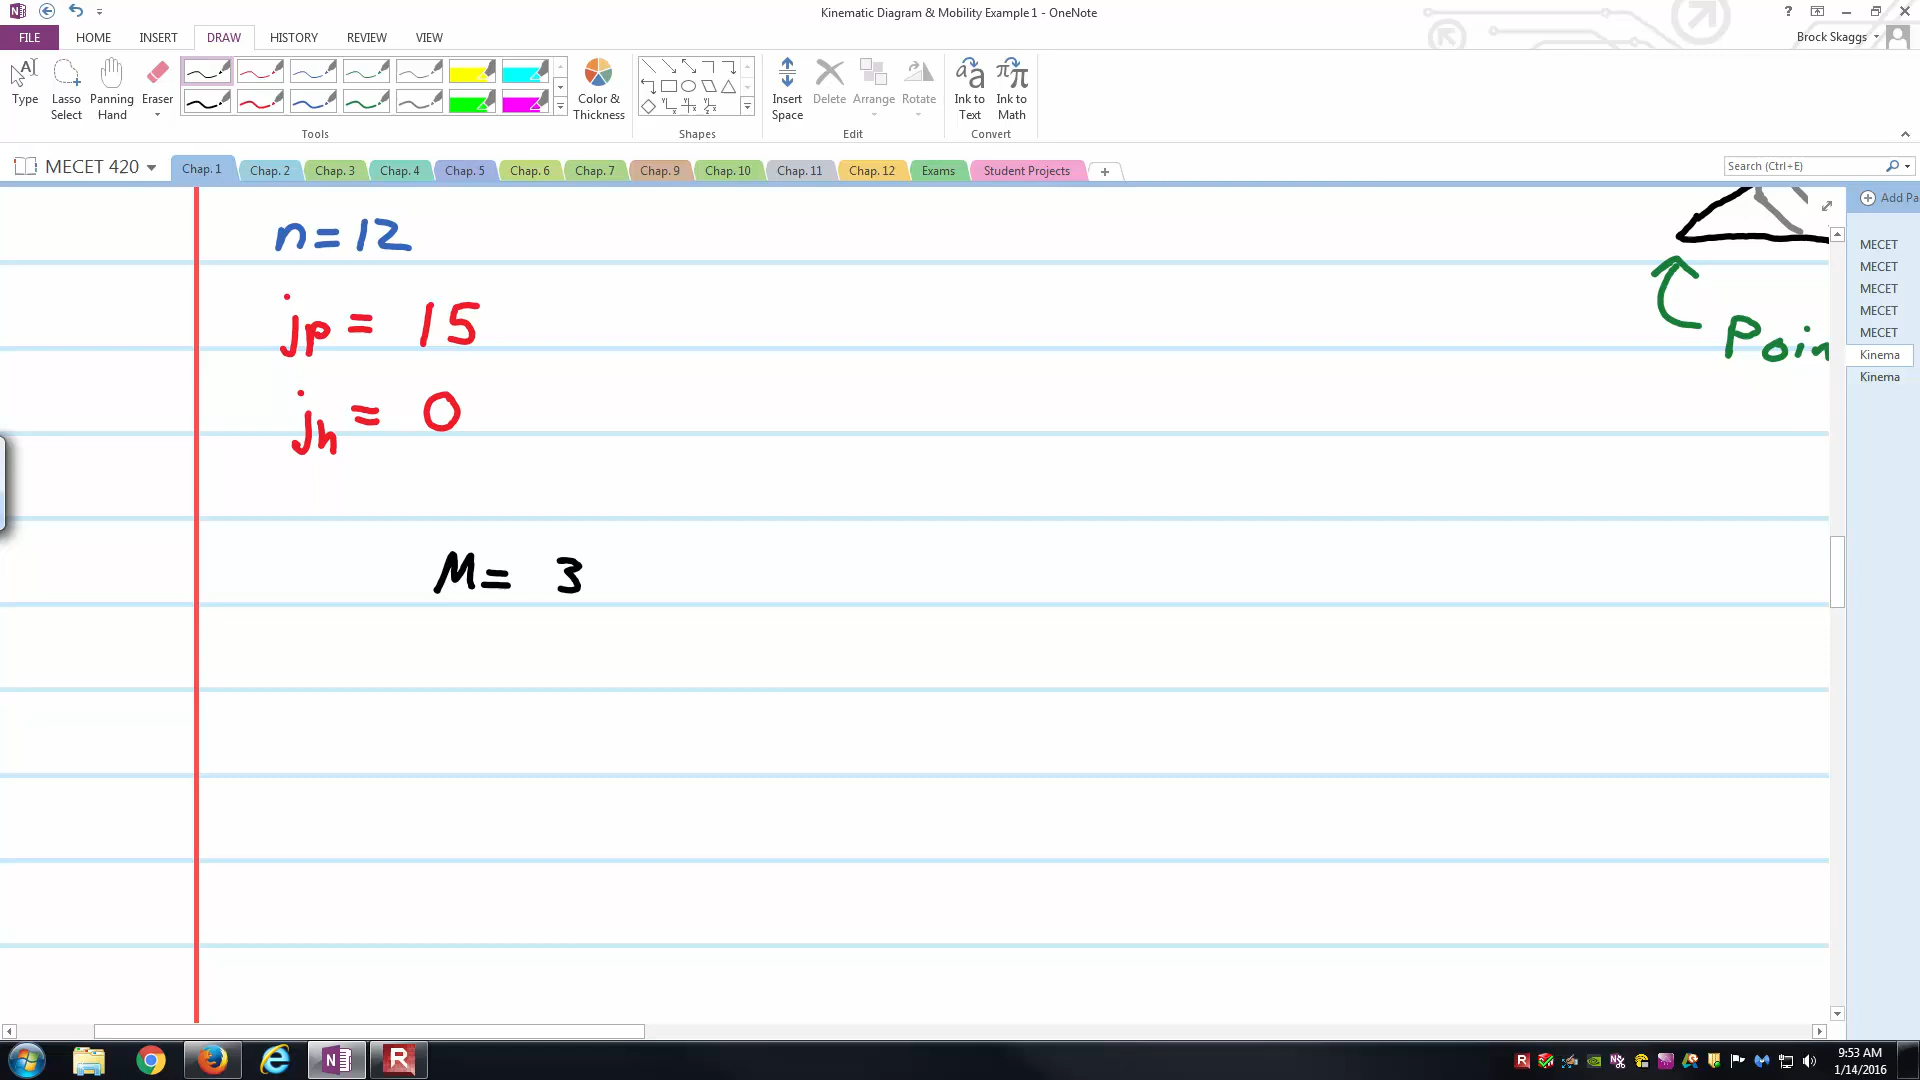 Kinematic Diagram & Mobility Example1 - OneNote
FILE HOME INSERT DRAW HISTORY REVIEW VIEW
Brock Skaggs
Type Lasso Select Panning Hand Eraser
Color & Thickness
Insert Space Delete Arrange Rotate
Ink to Text Ink to Math
Tools Shapes Edit Convert
MECET 420 Chap. 1 Chap. 2 Chap. 3 Chap. 4 Chap. 5 Chap. 6 Chap. 7 Chap. 9 Chap. 10 Chap. 11 Chap. 12 Exams Student Projects +
Search (Ctrl+E)
Add Pa
MECET
MECET
MECET
MECET
MECET
Kinema
Kinema
n=12
jp = 15
Poin
jh = 0
M= 3
9:53 AM
1/14/2016